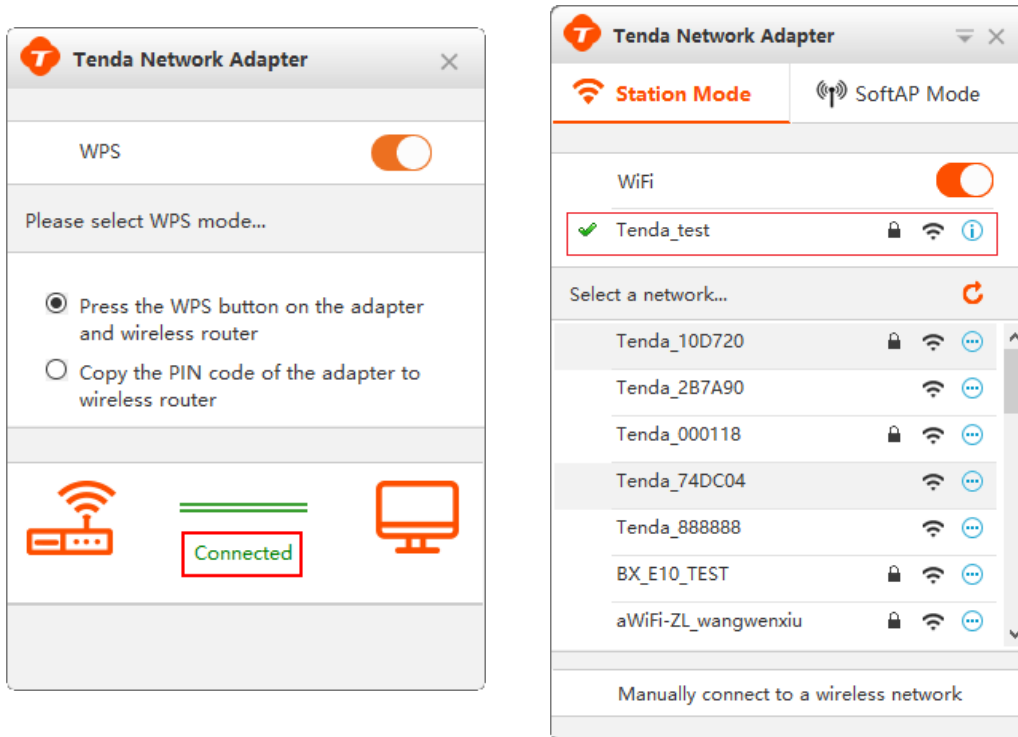 Tenda Network Adapter
WPS
Please select WPS mode...
Press the WPS button on the adapter
and wireless router
Copy the PIN code of the adapter to
wireless router
Connected
Tenda Network Adapter
Station Mode
SoftAP Mode
WiFi
Tenda_test
Select a network...
Tenda_10D720
Tenda_2B7A90
Tenda_000118
Tenda_74DC04
Tenda_888888
BX_E10_TEST
aWiFi-ZL_wangwenxiu
Manually connect to a wireless network